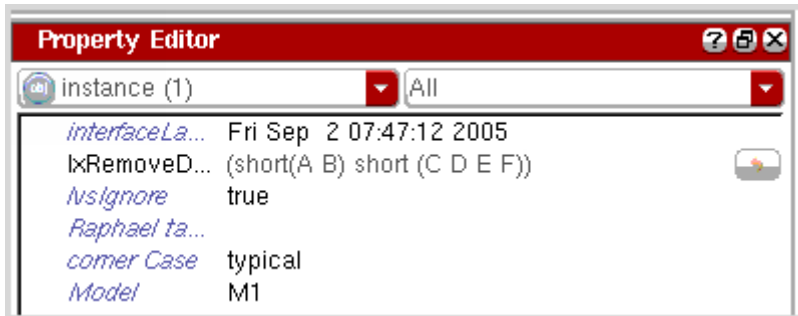 Property Editor
instance (1) All
interfaceLa... Fri Sep 2 07:47:12 2005
lxRemoveD... (short(A B) short (C D E F))
lvsIgnore true
Raphael ta...
corner Case typical
Model M1